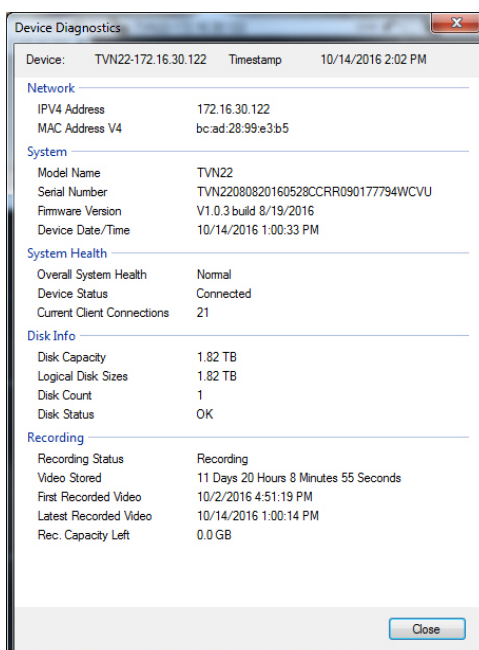 Device Diagnostics
Device: TVN22-172.16.30.122 Timestamp 10/14/2016 2:02 PM
Network
IPV4 Address 172.16.30.122
MAC Address V4 bc:ad:28:99:e3:b5
System
Model Name TVN22
Serial Number TVN22080820160528CCRR090177794WCVU
Firmware Version V1.0.3 build 8/19/2016
Device Date/Time 10/14/2016 1:00:33 PM
System Health
Overall System Health Normal
Device Status Connected
Current Client Connections 21
Disk Info
Disk Capacity 1.82 TB
Logical Disk Sizes 1.82 TB
Disk Count 1
Disk Status OK
Recording
Recording Status Recording
Video Stored 11 Days 20 Hours 8 Minutes 55 Seconds
First Recorded Video 10/2/2016 4:51:19 PM
Latest Recorded Video 10/14/2016 1:00:14 PM
Rec. Capacity Left 0.0 GB
Close